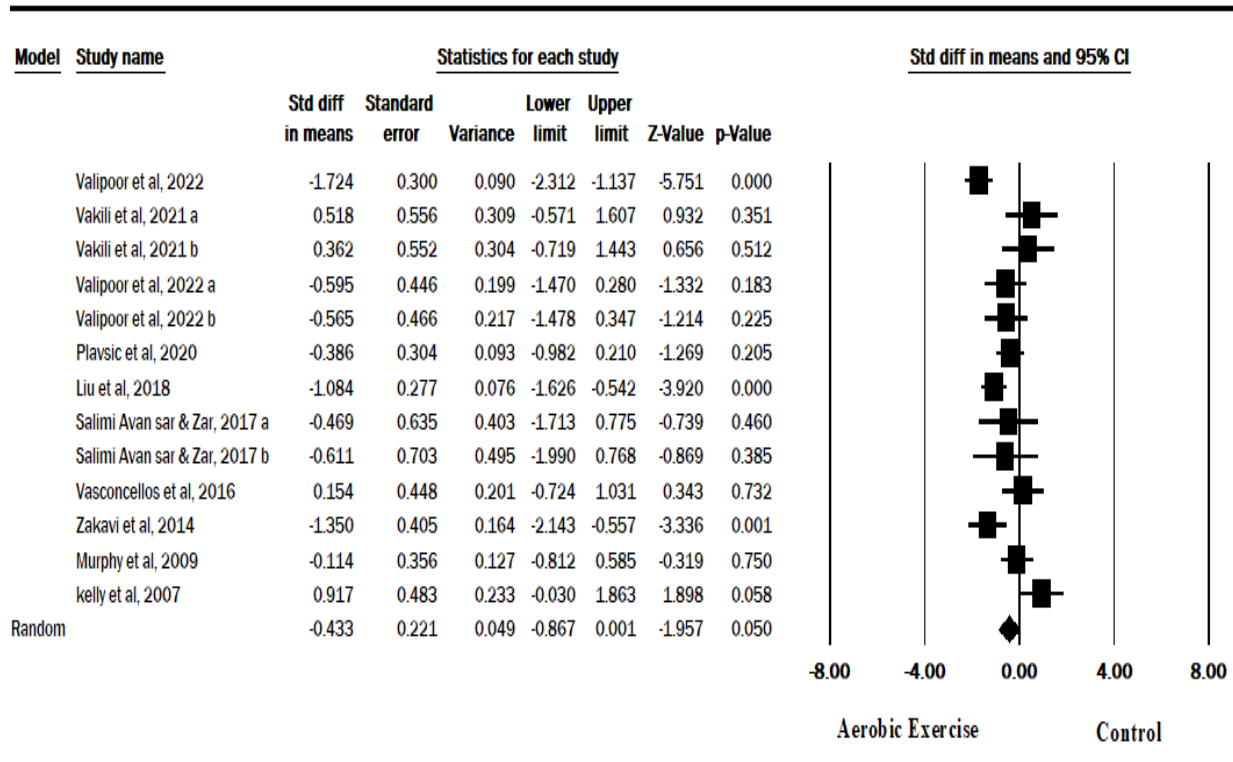 Model Study name Statistics for each study Std diff in means and 95% CI
Std diff Standard Lower Upper
in means error Variance limit limit Z-Value p-Value
Valipoor et al, 2022 -1.724 0.300 0.090 -2.312 -1.137 -5.751 0.000
Vakili et al, 2021 a 0.518 0.556 0.309 -0.571 1.607 0.932 0.351
Vakili et al, 2021 b 0.362 0.552 0.304 -0.719 1.443 0.656 0.512
Valipoor et al, 2022 a -0.595 0.446 0.199 -1.470 0.280 -1.332 0.183
Valipoor et al, 2022 b -0.565 0.466 0.217 -1.478 0.347 -1.214 0.225
Plavsic et al, 2020 -0.386 0.304 0.093 -0.982 0.210 -1.269 0.205
Liu et al, 2018 -1.084 0.277 0.076 -1.626 -0.542 -3.920 0.000
Salimi Avan sar & Zar, 2017 a -0.469 0.635 0.403 -1.713 0.775 -0.739 0.460
Salimi Avan sar & Zar, 2017 b -0.611 0.703 0.495 -1.990 0.768 -0.869 0.385
Vasconcellos et al, 2016 0.154 0.448 0.201 -0.724 1.031 0.343 0.732
Zakavi et al, 2014 -1.350 0.405 0.164 -2.143 -0.557 -3.336 0.001
Murphy et al, 2009 -0.114 0.356 0.127 -0.812 0.585 -0.319 0.750
kelly et al, 2007 0.917 0.483 0.233 -0.030 1.863 1.898 0.058
Random -0.433 0.221 0.049 -0.867 0.001 -1.957 0.050
-8.00 -4.00 0.00 4.00 8.00
Aerobic Exercise Control